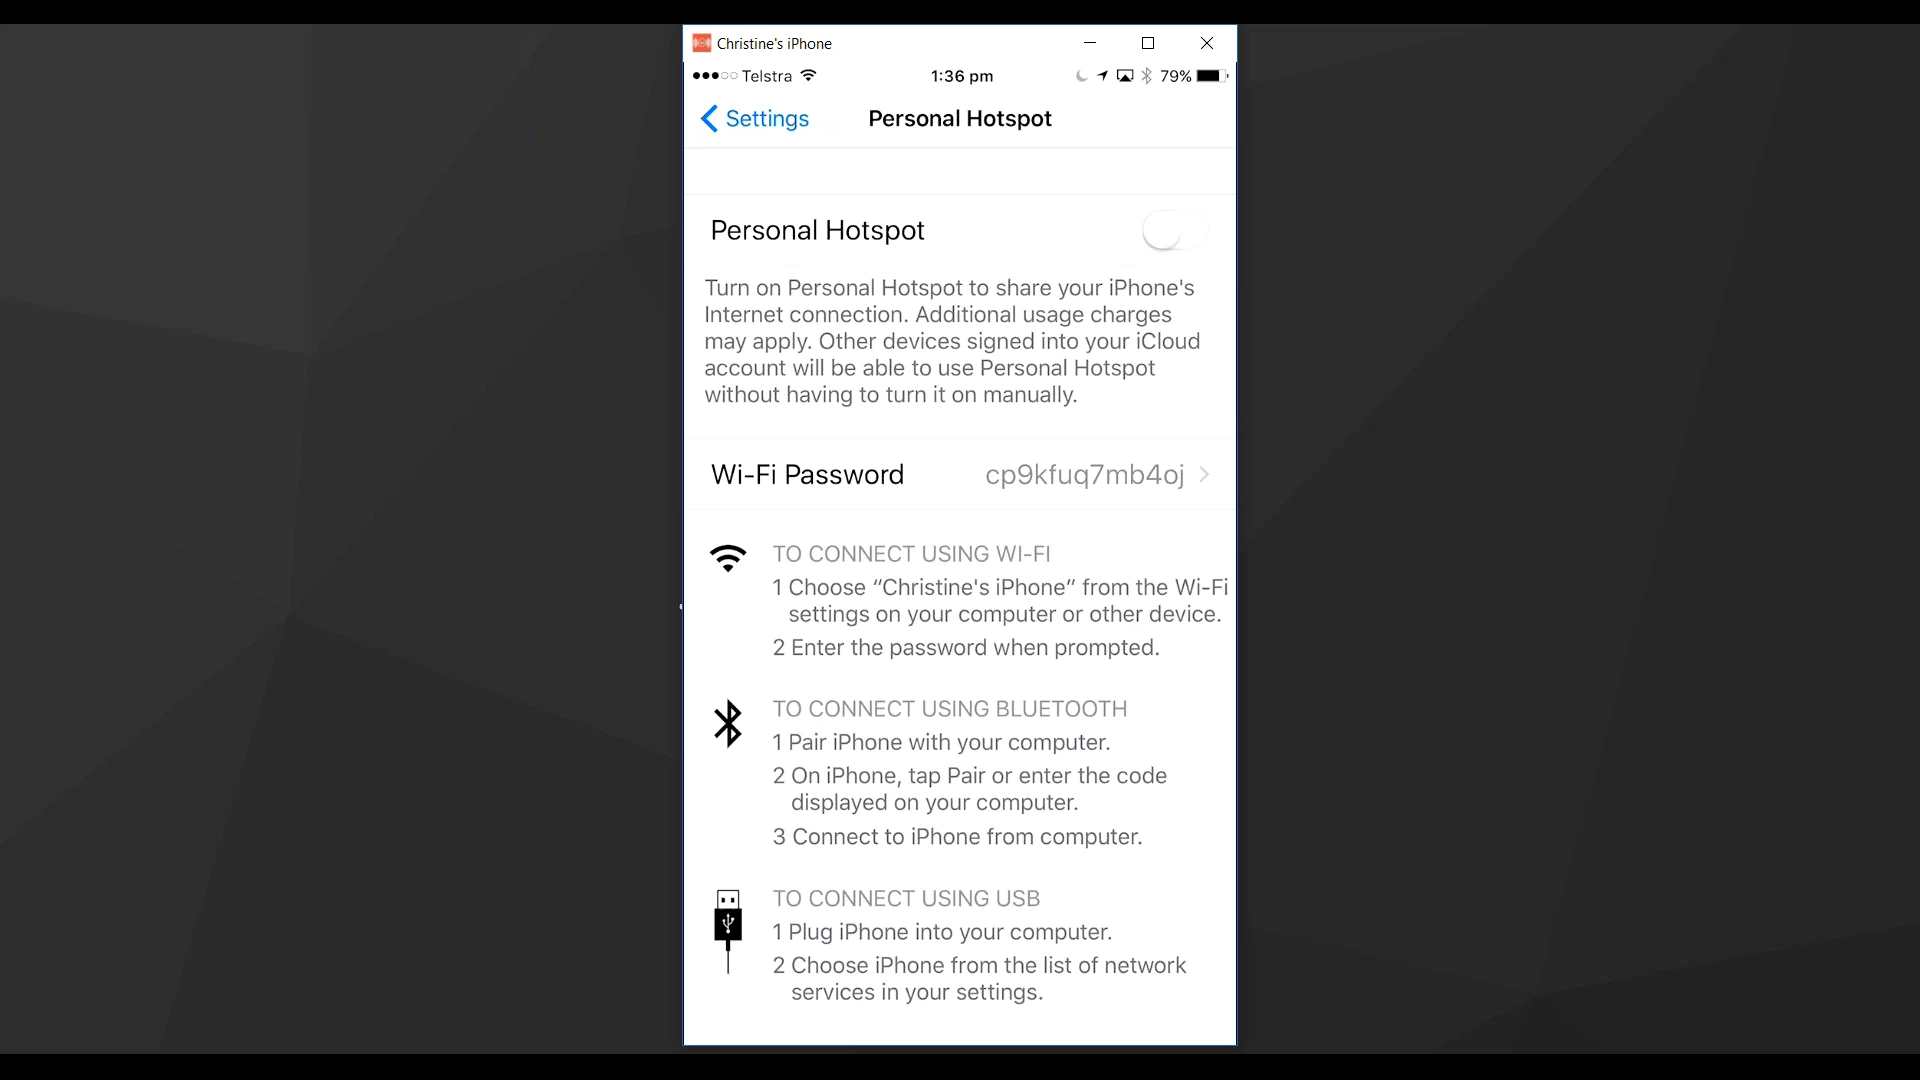 Christine's iPhone
Telstra 1:36 pm 79%
Settings Personal Hotspot
Personal Hotspot
Turn on Personal Hotspot to share your iPhone's
Internet connection. Additional usage charges
may apply. Other devices signed into your iCloud
account will be able to use Personal Hotspot
without having to turn it on manually.
Wi-Fi Password cp9kfuq7mb4oj
TO CONNECT USING WI-FI
1 Choose “Christine's iPhone” from the Wi-Fi
settings on your computer or other device.
2 Enter the password when prompted.
TO CONNECT USING BLUETOOTH
1 Pair iPhone with your computer.
2 On iPhone, tap Pair or enter the code
displayed on your computer.
3 Connect to iPhone from computer.
TO CONNECT USING USB
1 Plug iPhone into your computer.
2 Choose iPhone from the list of network
services in your settings.